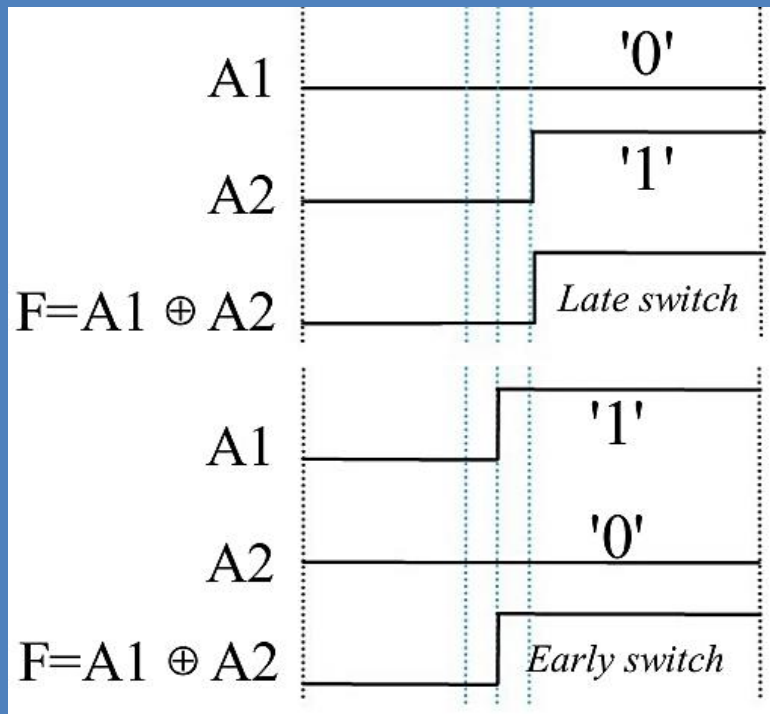 '0'
A1
'1'
A2
F=A1 ⊕ A2 Late switch
'1'
A1
'0'
A2
F=A1 ⊕ A2 Early switch